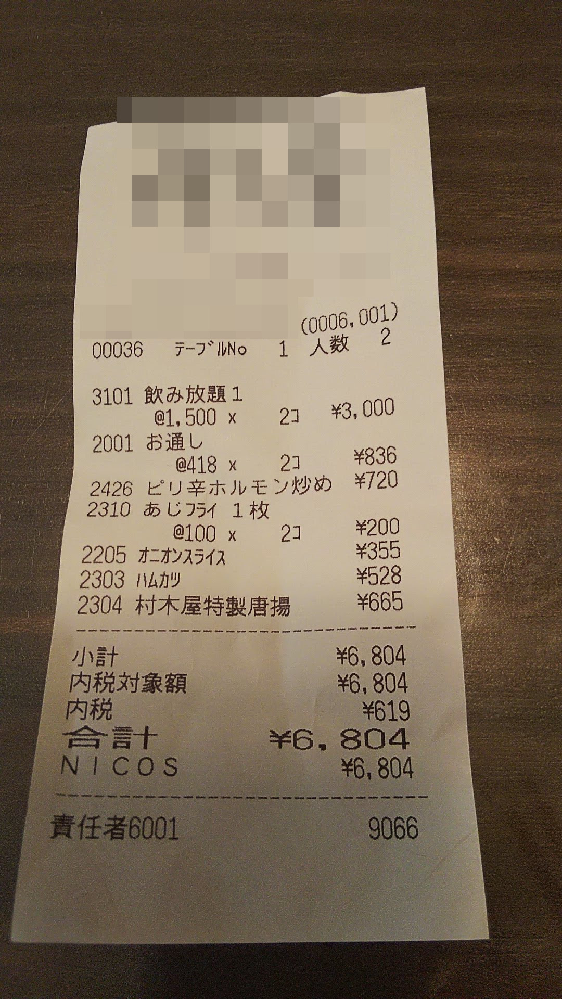 (0006,001)
00036 テーブルNo 1 人数 2
3101 飲み放題1
@1,500 x 2コ ¥3,000
2001 お通し
@418 x 2コ ¥836
2426 ピリ辛ホルモン炒め ¥720
2310 あじフライ 1枚
@100 x 2コ ¥200
2205 オニオンスライス ¥355
2303 ハムカツ ¥528
2304 村木屋特製唐揚 ¥665
小計 ¥6,804
内税対象額 ¥6,804
内税 ¥619
合計 ¥6,804
NICOS ¥6,804
責任者6001 9066